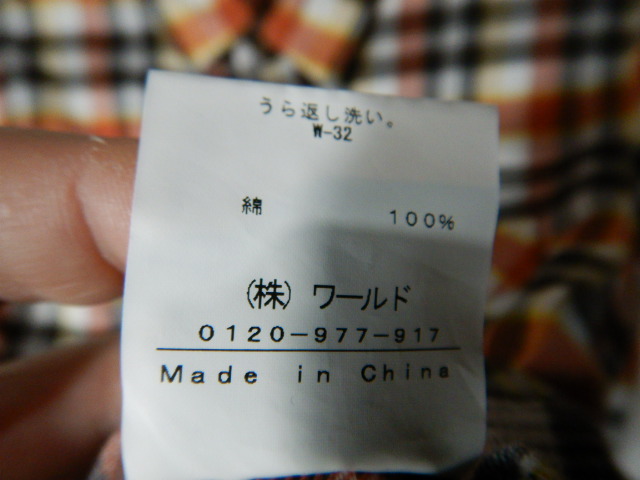 うら返し洗い。
W-32
綿 100%
(株)ワールド
0120-977-917
Made in China